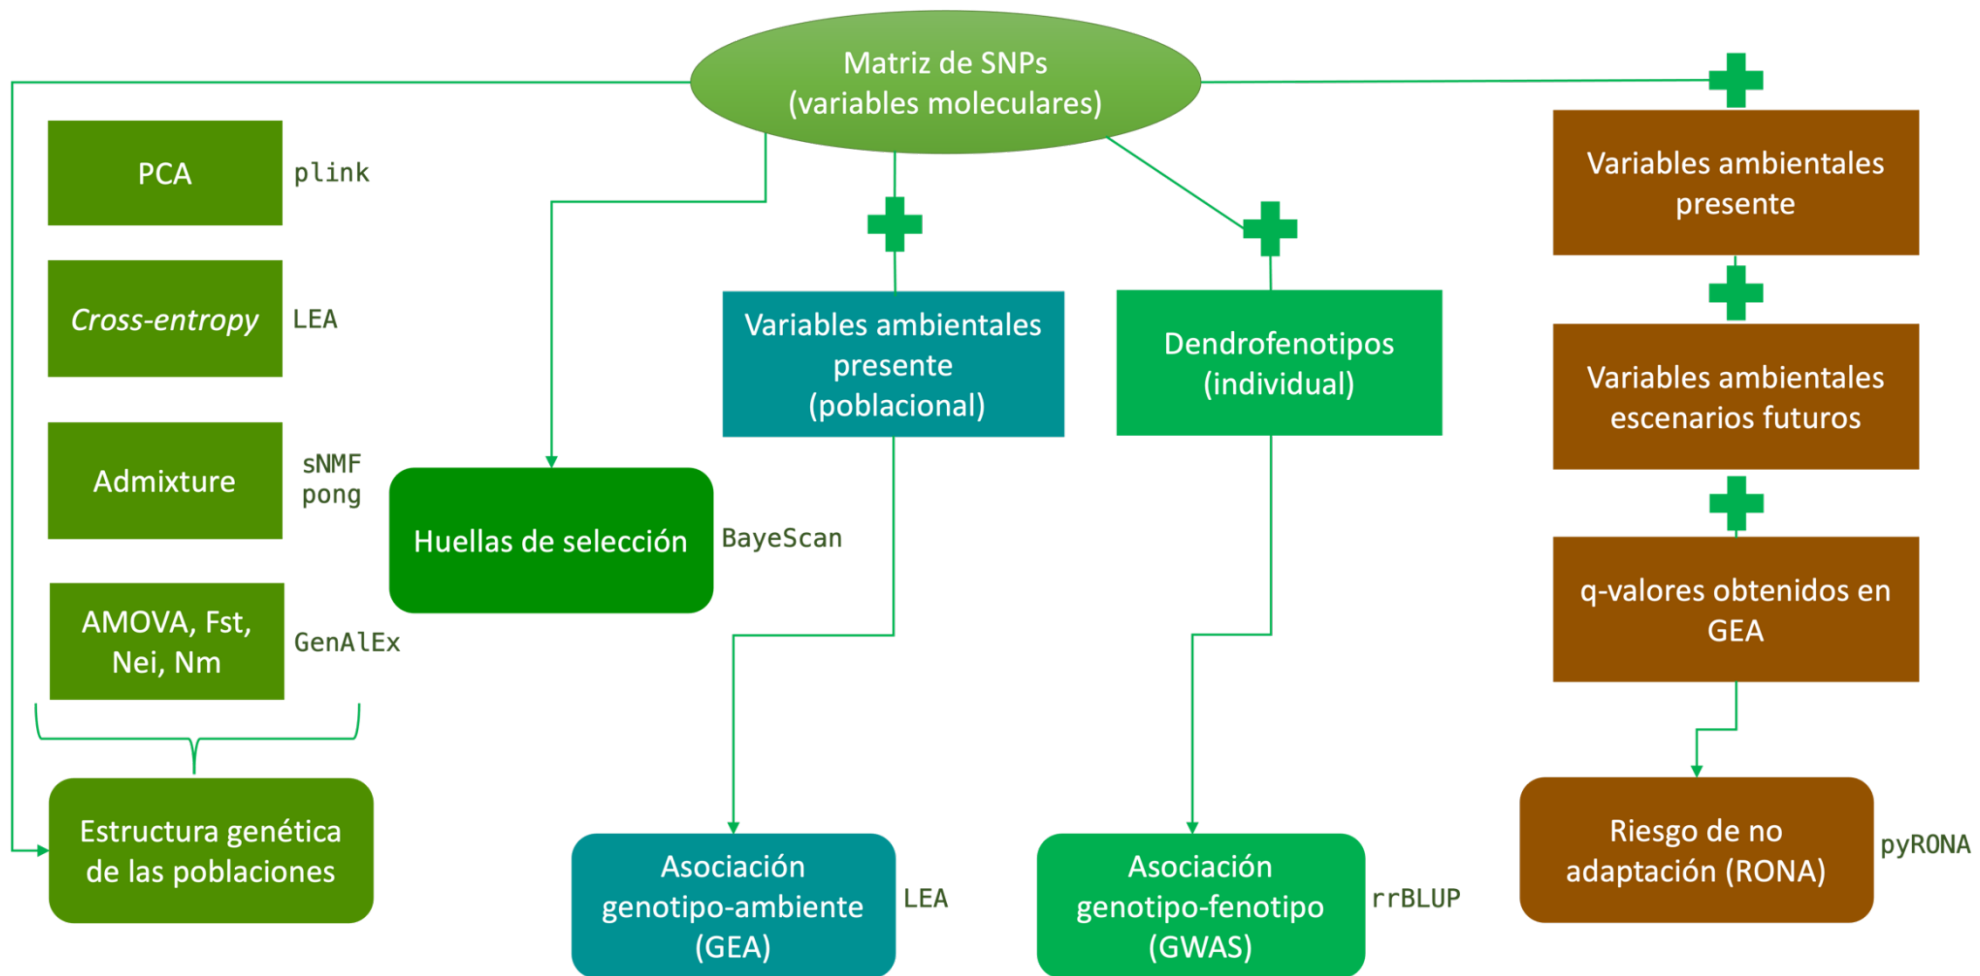 Matriz de SNPs
(variables moleculares)
PCA
plink
Cross-entropy
LEA
Admixture
sNMF
pong
AMOVA, Fst,
Nei, Nm
GenAlEx
Estructura genética
de las poblaciones
Huellas de selección
BayeScan
Variables ambientales
presente
(poblacional)
Asociación
genotipo-ambiente
(GEA)
LEA
Dendrofenotipos
(individual)
Asociación
genotipo-fenotipo
(GWAS)
rrBLUP
Variables ambientales
presente
Variables ambientales
escenarios futuros
q-valores obtenidos en
GEA
Riesgo de no
adaptación (RONA)
pyRONA